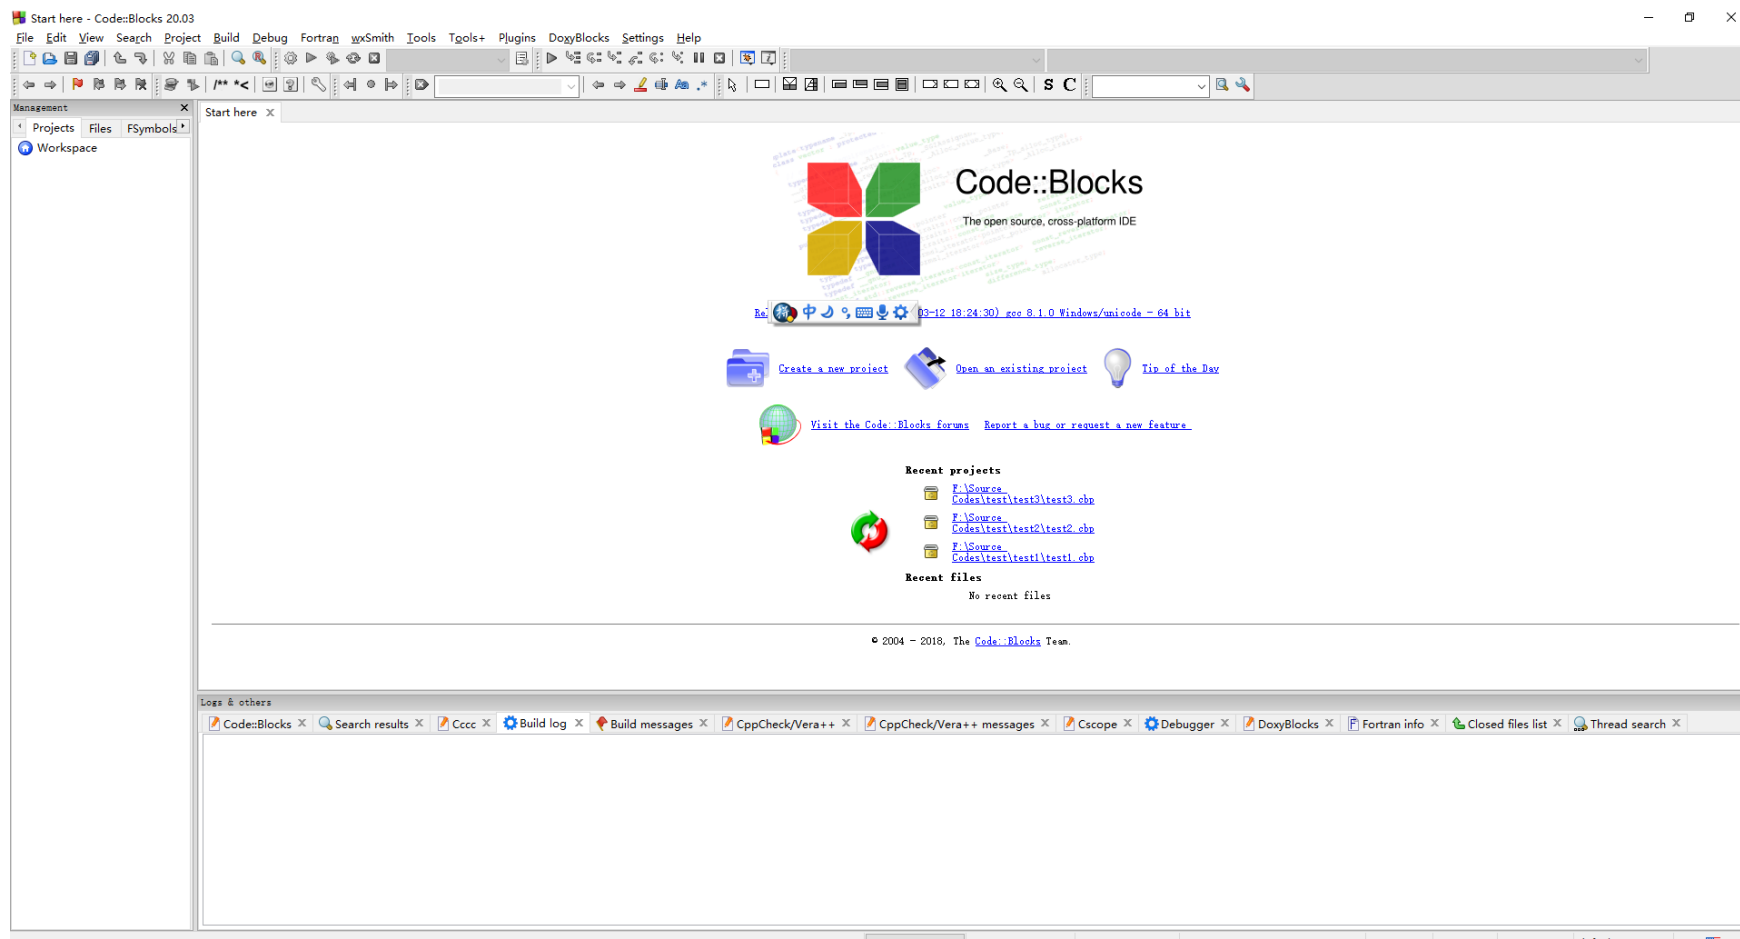 Start here - Code::Blocks 20.03
File Edit View Search Project Build Debug Fortran wxSmith Tools Tools+ Plugins DoxyBlocks Settings Help
/** *<
S C
Management
Projects Files FSymbols
Workspace
Start here
Code::Blocks
The open source, cross-platform IDE
中
03-12 18:24:30) gcc 8.1.0 Windows/unicode - 64 bit
Create a new project Open an existing project Tip of the Day
Visit the Code::Blocks forums Report a bug or request a new feature
Recent projects
F:\Source
Codes\test\test3\test3.cbp
F:\Source
Codes\test\test2\test2.cbp
F:\Source
Codes\test\test1\test1.cbp
Recent files
No recent files
© 2004 - 2018, The Code::Blocks Team.
Logs & others
Code::Blocks Search results Cccc Build log Build messages CppCheck/Vera++ CppCheck/Vera++ messages Cscope Debugger DoxyBlocks Fortran info Closed files list Thread search